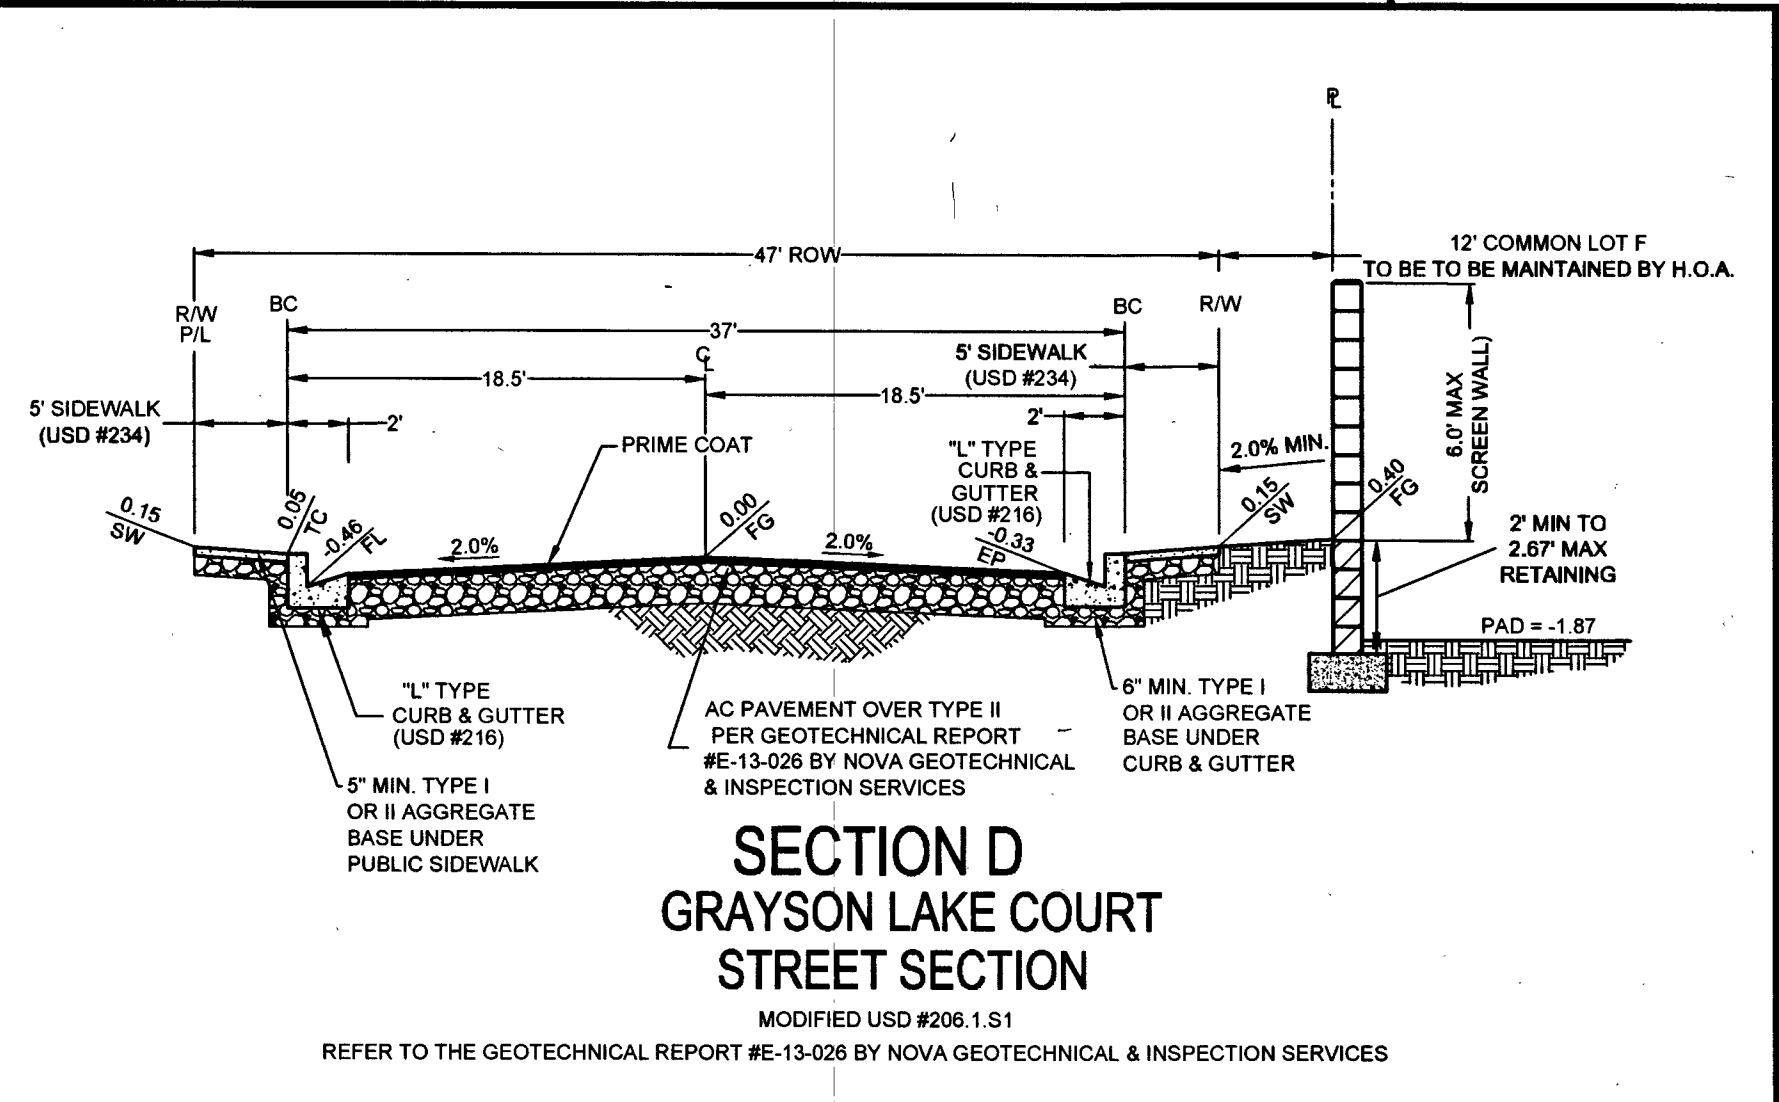 PL
47' ROW
12' COMMON LOT F
TO BE TO BE MAINTAINED BY H.O.A.
R/W
P/L
BC
BC
R/W
37'
CL
18.5'
18.5'
5' SIDEWALK
(USD #234)
5' SIDEWALK
(USD #234)
2'
2'
PRIME COAT
"L" TYPE
CURB &
GUTTER
(USD #216)
2.0% MIN.
6.0' MAX
SCREEN WALL)
0.15
SW
0.05
TC
-0.46
FL
2.0%
0.00
FG
2.0%
-0.33
EP
0.15
SW
0.40
FG
2' MIN TO
2.67' MAX
RETAINING
PAD = -1.87
"L" TYPE
CURB & GUTTER
(USD #216)
5" MIN. TYPE I
OR II AGGREGATE
BASE UNDER
PUBLIC SIDEWALK
AC PAVEMENT OVER TYPE II
PER GEOTECHNICAL REPORT
#E-13-026 BY NOVA GEOTECHNICAL
& INSPECTION SERVICES
6" MIN. TYPE I
OR II AGGREGATE
BASE UNDER
CURB & GUTTER
SECTION D
GRAYSON LAKE COURT
STREET SECTION
MODIFIED USD #206.1.S1
REFER TO THE GEOTECHNICAL REPORT #E-13-026 BY NOVA GEOTECHNICAL & INSPECTION SERVICES